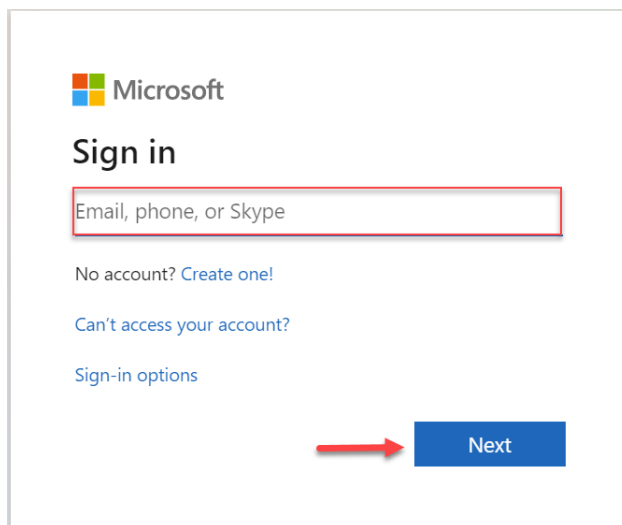 Microsoft
Sign in
Email, phone, or Skype
No account? Create one!
Can't access your account?
Sign-in options
Next